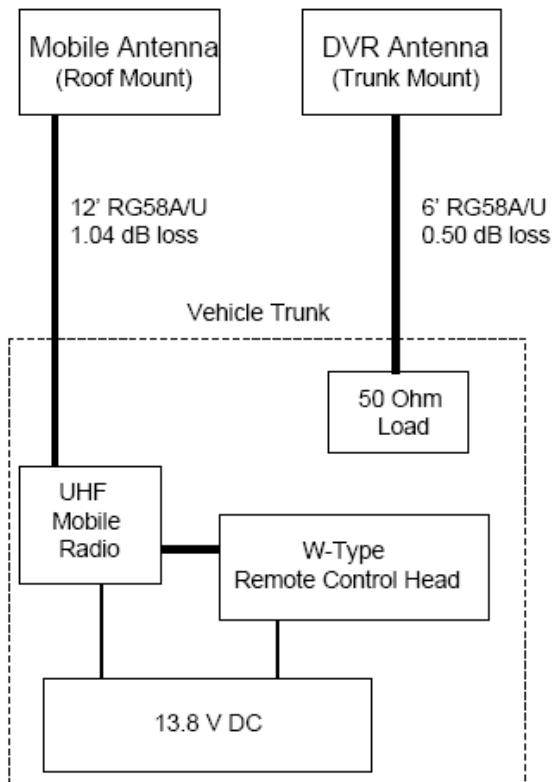 Mobile Antenna
(Roof Mount)
DVR Antenna
(Trunk Mount)
12’ RG58A/U
1.04 dB loss
6’ RG58A/U
0.50 dB loss
Vehicle Trunk
50 Ohm
Load
UHF
Mobile
Radio
W-Type
Remote Control Head
13.8 V DC